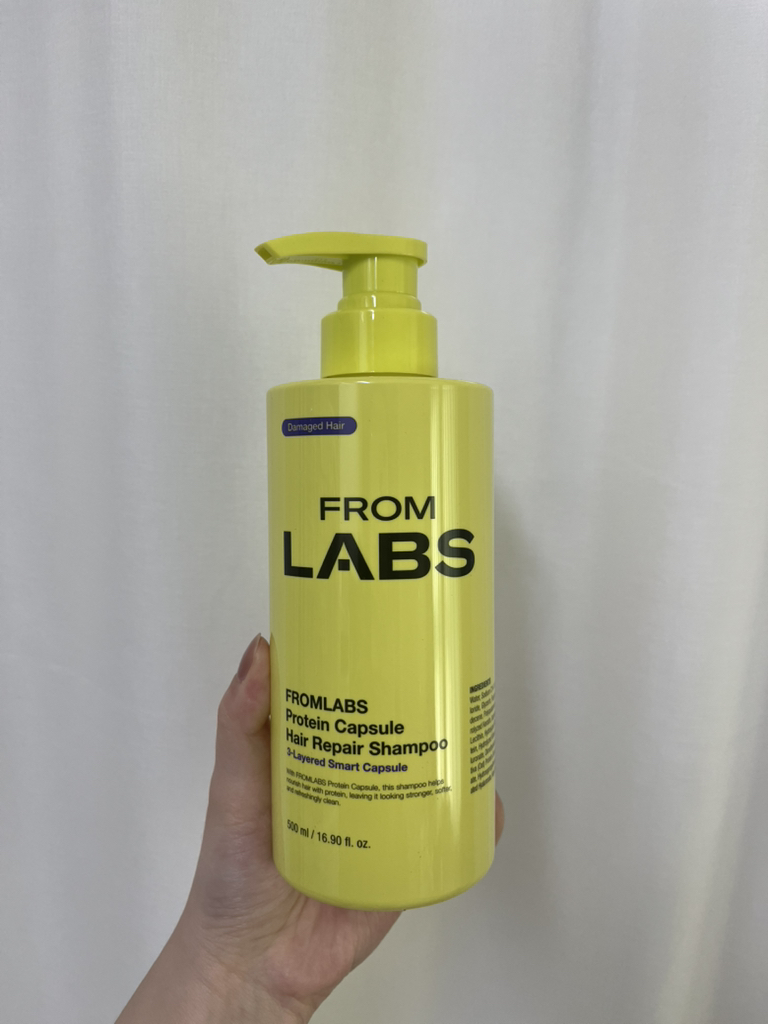 Damaged Hair
FROM
LABS
FROMLABS
Protein Capsule
Hair Repair Shampoo
3-Layered Smart Capsule
With FROMLABS Protein Capsule, this shampoo helps
nourish hair with protein, leaving it looking stronger, softer,
and refreshingly clean.
500 ml / 16.90 fl. oz.
INGREDIENTS
Water,